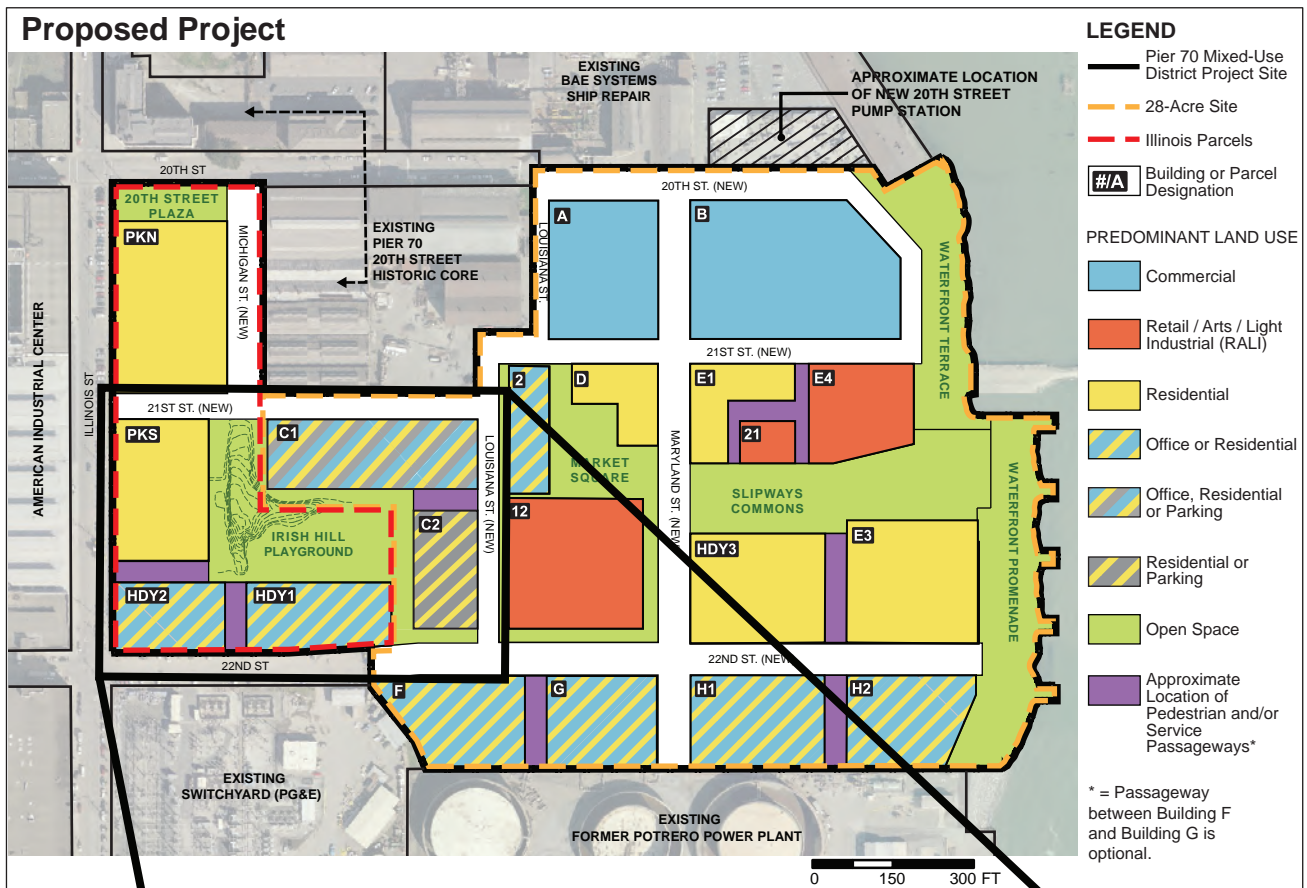 Proposed Project
EXISTING
BAE SYSTEMS
SHIP REPAIR
APPROXIMATE LOCATION
OF NEW 20TH STREET
PUMP STATION
20TH ST
20TH STREET
PLAZA
PKN
MICHIGAN ST. (NEW)
EXISTING
PIER 70
20TH STREET
HISTORIC CORE
LOUISIANA ST.
20TH ST. (NEW)
A
B
WATERFRONT TERRACE
AMERICAN INDUSTRIAL CENTER
ILLINOIS ST
21ST ST. (NEW)
21ST ST. (NEW)
PKS
C1
LOUISIANA ST. (NEW)
2
D
MARKET
SQUARE
MARYLAND ST. (NEW
E1
E4
21
SLIPWAYS
COMMONS
WATERFRONT PROMENADE
IRISH HILL
PLAYGROUND
C2
12
HDY3
E3
HDY2
HDY1
22ND ST
22ND ST. (NEW)
F
G
H1
H2
EXISTING
SWITCHYARD (PG&E)
EXISTING
FORMER POTRERO POWER PLANT
0 150 300 FT
LEGEND
Pier 70 Mixed-Use
District Project Site
28-Acre Site
Illinois Parcels
#/A
Building or Parcel
Designation
PREDOMINANT LAND USE
Commercial
Retail / Arts / Light
Industrial (RALI)
Residential
Office or Residential
Office, Residential
or Parking
Residential or
Parking
Open Space
Approximate
Location of
Pedestrian and/or
Service
Passageways*
* = Passageway
between Building F
and Building G is
optional.